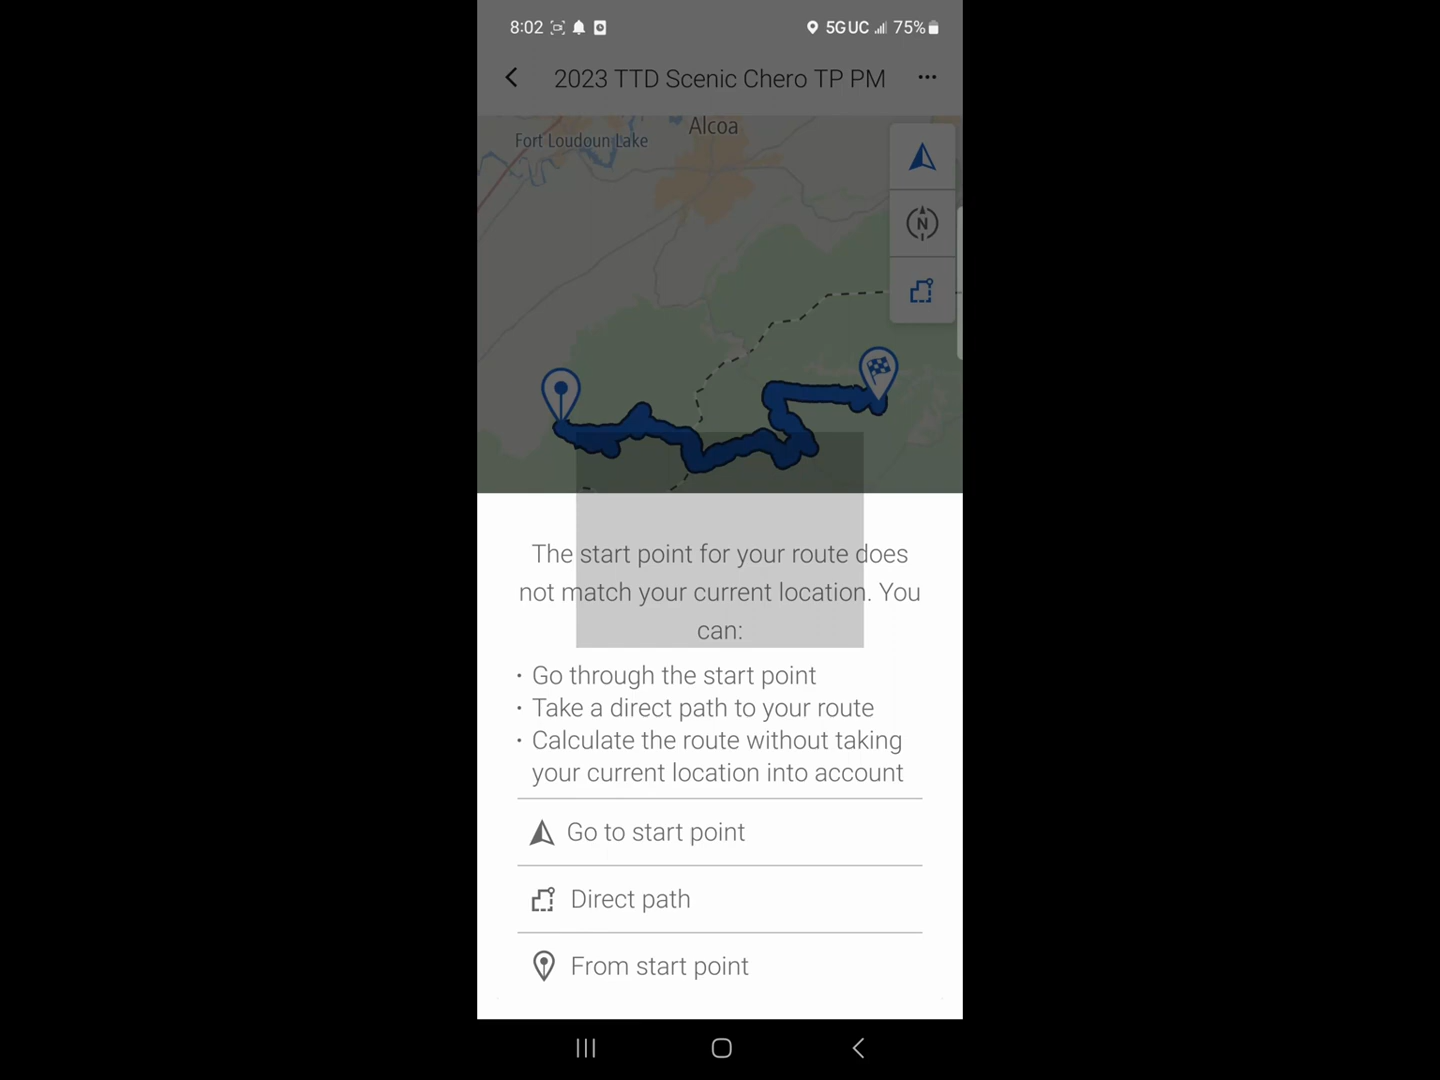 8:02
5GUC 75%
2023 TTD Scenic Chero TP PM
Alcoa
Fort Loudoun Lake
N
The start point for your route does
not match your current location. You
can:
· Go through the start point
· Take a direct path to your route
· Calculate the route without taking
your current location into account
Go to start point
Direct path
From start point